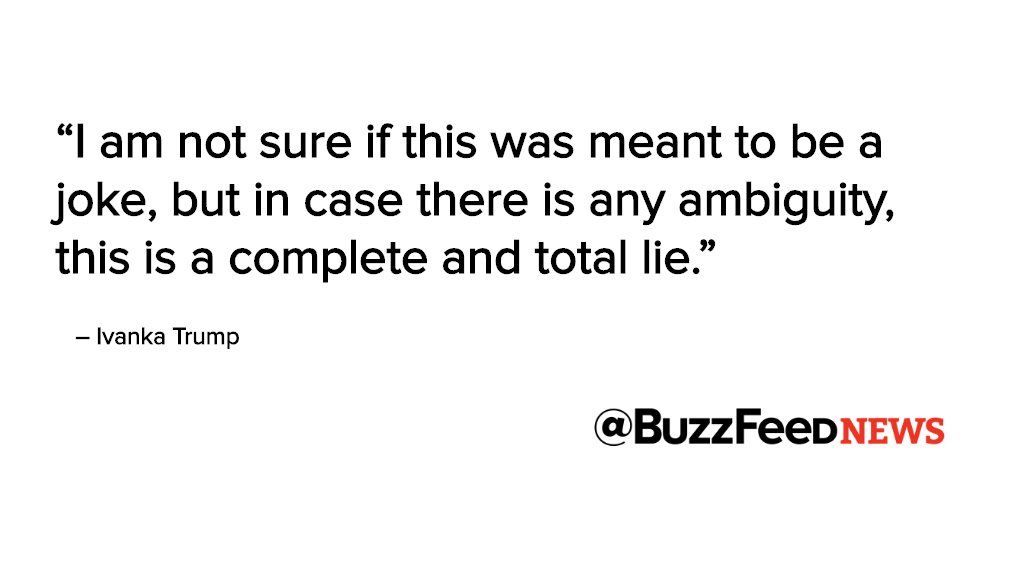 “I am not sure if this was meant to be a
joke, but in case there is any ambiguity,
this is a complete and total lie.”
– Ivanka Trump
@BuzzFeedNEWS